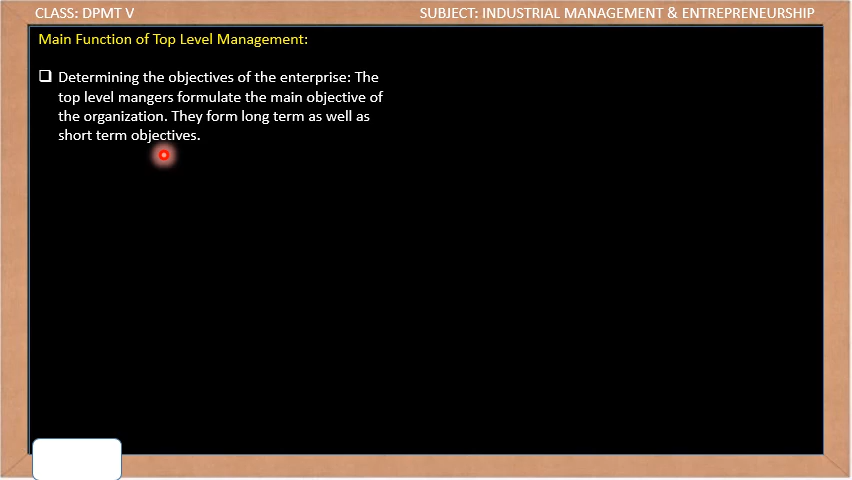 CLASS: DPMT V
SUBJECT: INDUSTRIAL MANAGEMENT & ENTREPRENEURSHIP
Main Function of Top Level Management:
Determining the objectives of the enterprise: The
top level mangers formulate the main objective of
the organization. They form long term as well as
short term objectives.